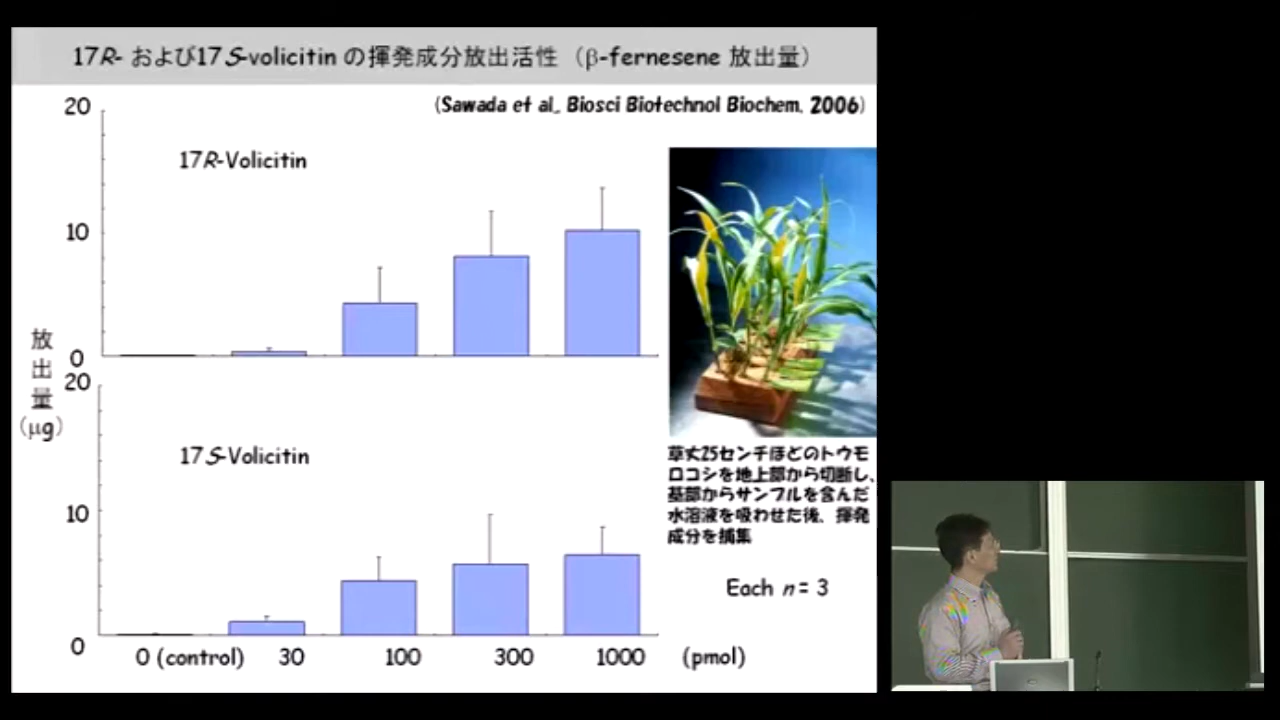 17R- および17S-volicitin の揮発成分放出活性（β-fernesene 放出量）
(Sawada et al., Biosci Biotechnol Biochem. 2006)
20
17R-Volicitin
10
0
放出量
(μg)
20
17S-Volicitin
10
0
0 (control) 30 100 300 1000 (pmol)
草丈25センチほどのトウモ
ロコシを地上部から切断し、
基部からサンプルを含んだ
水溶液を吸わせた後、揮発
成分を捕集
Each n = 3